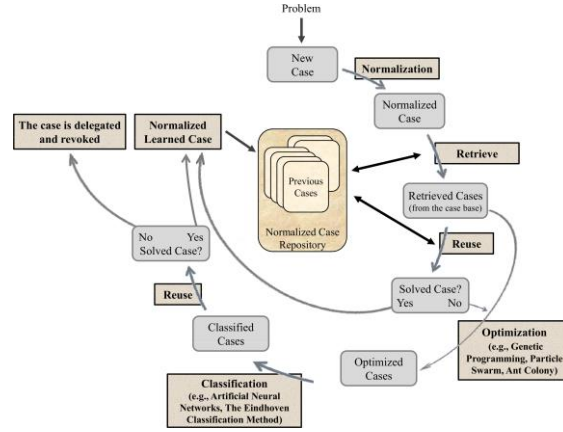 Problem
New
Case
Normalization
Normalized
Case
The case is delegated
and revoked
Normalized
Learned Case
Previous
Cases
Normalized Case
Repository
Retrieve
Retrieved Cases
(from the case base)
Reuse
No Yes
Solved Case?
Solved Case?
Yes No
Reuse
Classified
Cases
Optimized
Cases
Optimization
(e.g., Genetic
Programming, Particle
Swarm, Ant Colony)
Classification
(e.g., Artificial Neural
Networks, The Eindhoven
Classification Method)